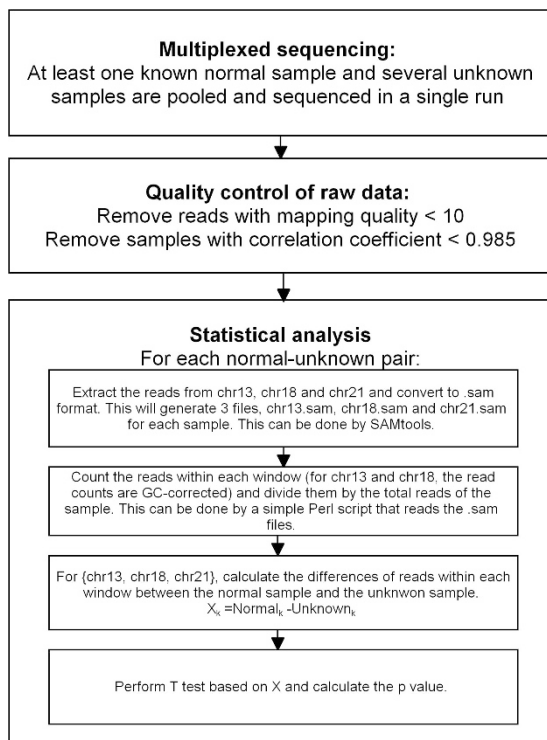 Multiplexed sequencing:
At least one known normal sample and several unknown
samples are pooled and sequenced in a single run
Quality control of raw data:
Remove reads with mapping quality < 10
Remove samples with correlation coefficient < 0.985
Statistical analysis
For each normal-unknown pair:
Extract the reads from chr13, chr18 and chr21 and convert to .sam
format. This will generate 3 files, chr13.sam, chr18.sam and chr21.sam
for each sample. This can be done by SAMtools.
Count the reads within each window (for chr13 and chr18, the read
counts are GC-corrected) and divide them by the total reads of the
sample. This can be done by a simple Perl script that reads the .sam
files.
For {chr13, chr18, chr21}, calculate the differences of reads within each
window between the normal sample and the unknwon sample.
Xₖ =Normalₖ -Unknownₖ
Perform T test based on X and calculate the p value.